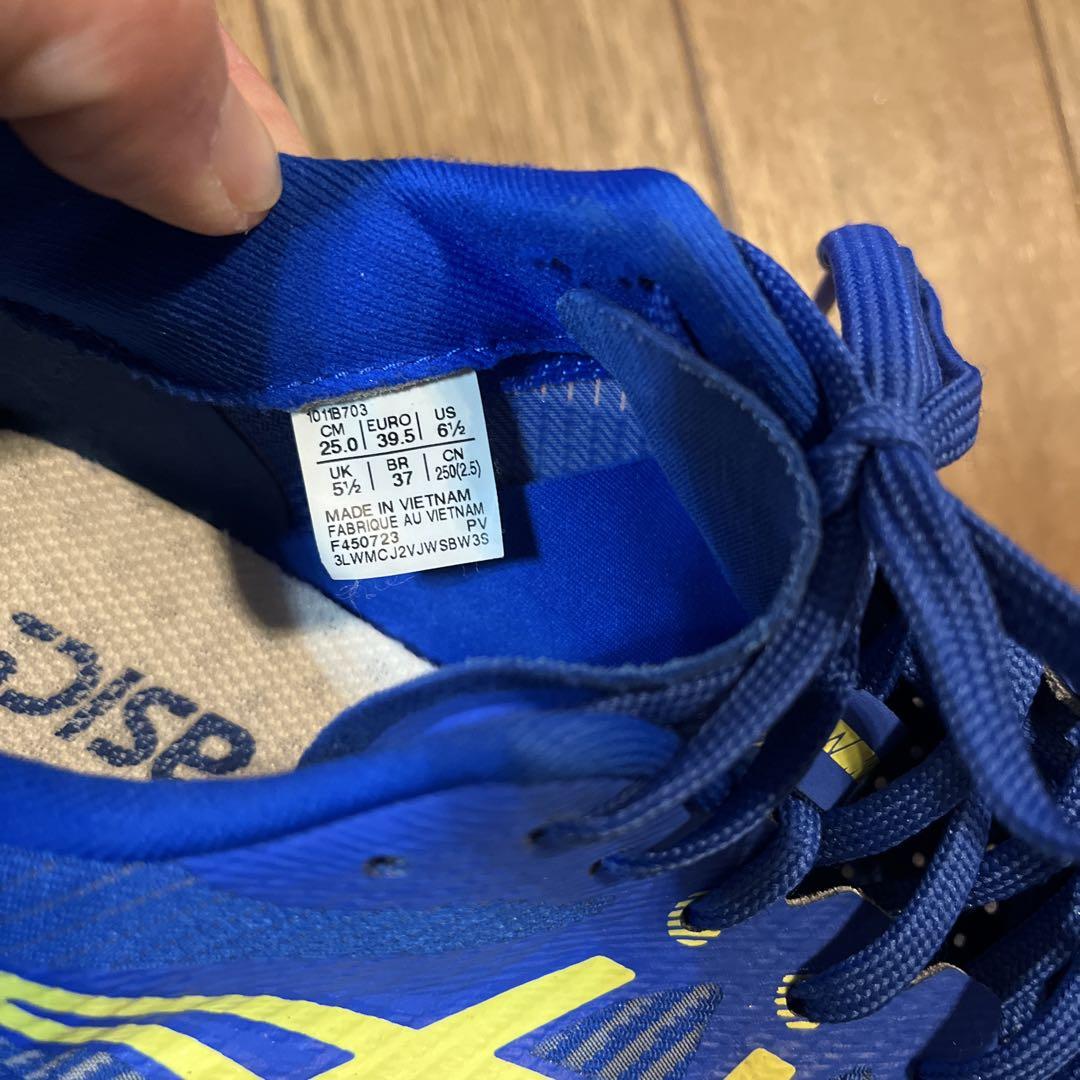 1011B703
CM EURO US
25.0 39.5 6½
UK BR CN
5½ 37 250(2.5)
MADE IN VIETNAM
FABRIQUE AU VIETNAM
F450723 PV
3LWMCJ2VJWSBW3S
asics